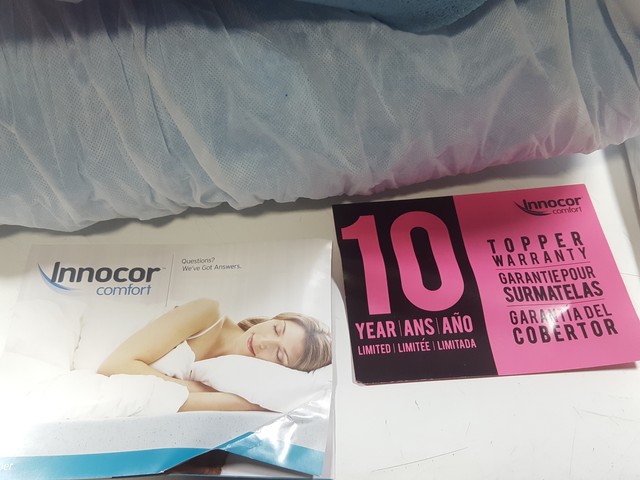 Innocor
comfort
Questions?
We've Got Answers.
Innocor
comfort
10
YEAR | ANS | AÑO
LIMITED | LIMITÉE | LIMITADA
TOPPER
WARRANTY
GARANTIE POUR
SURMATELAS
GARANTIA DEL
COBERTOR